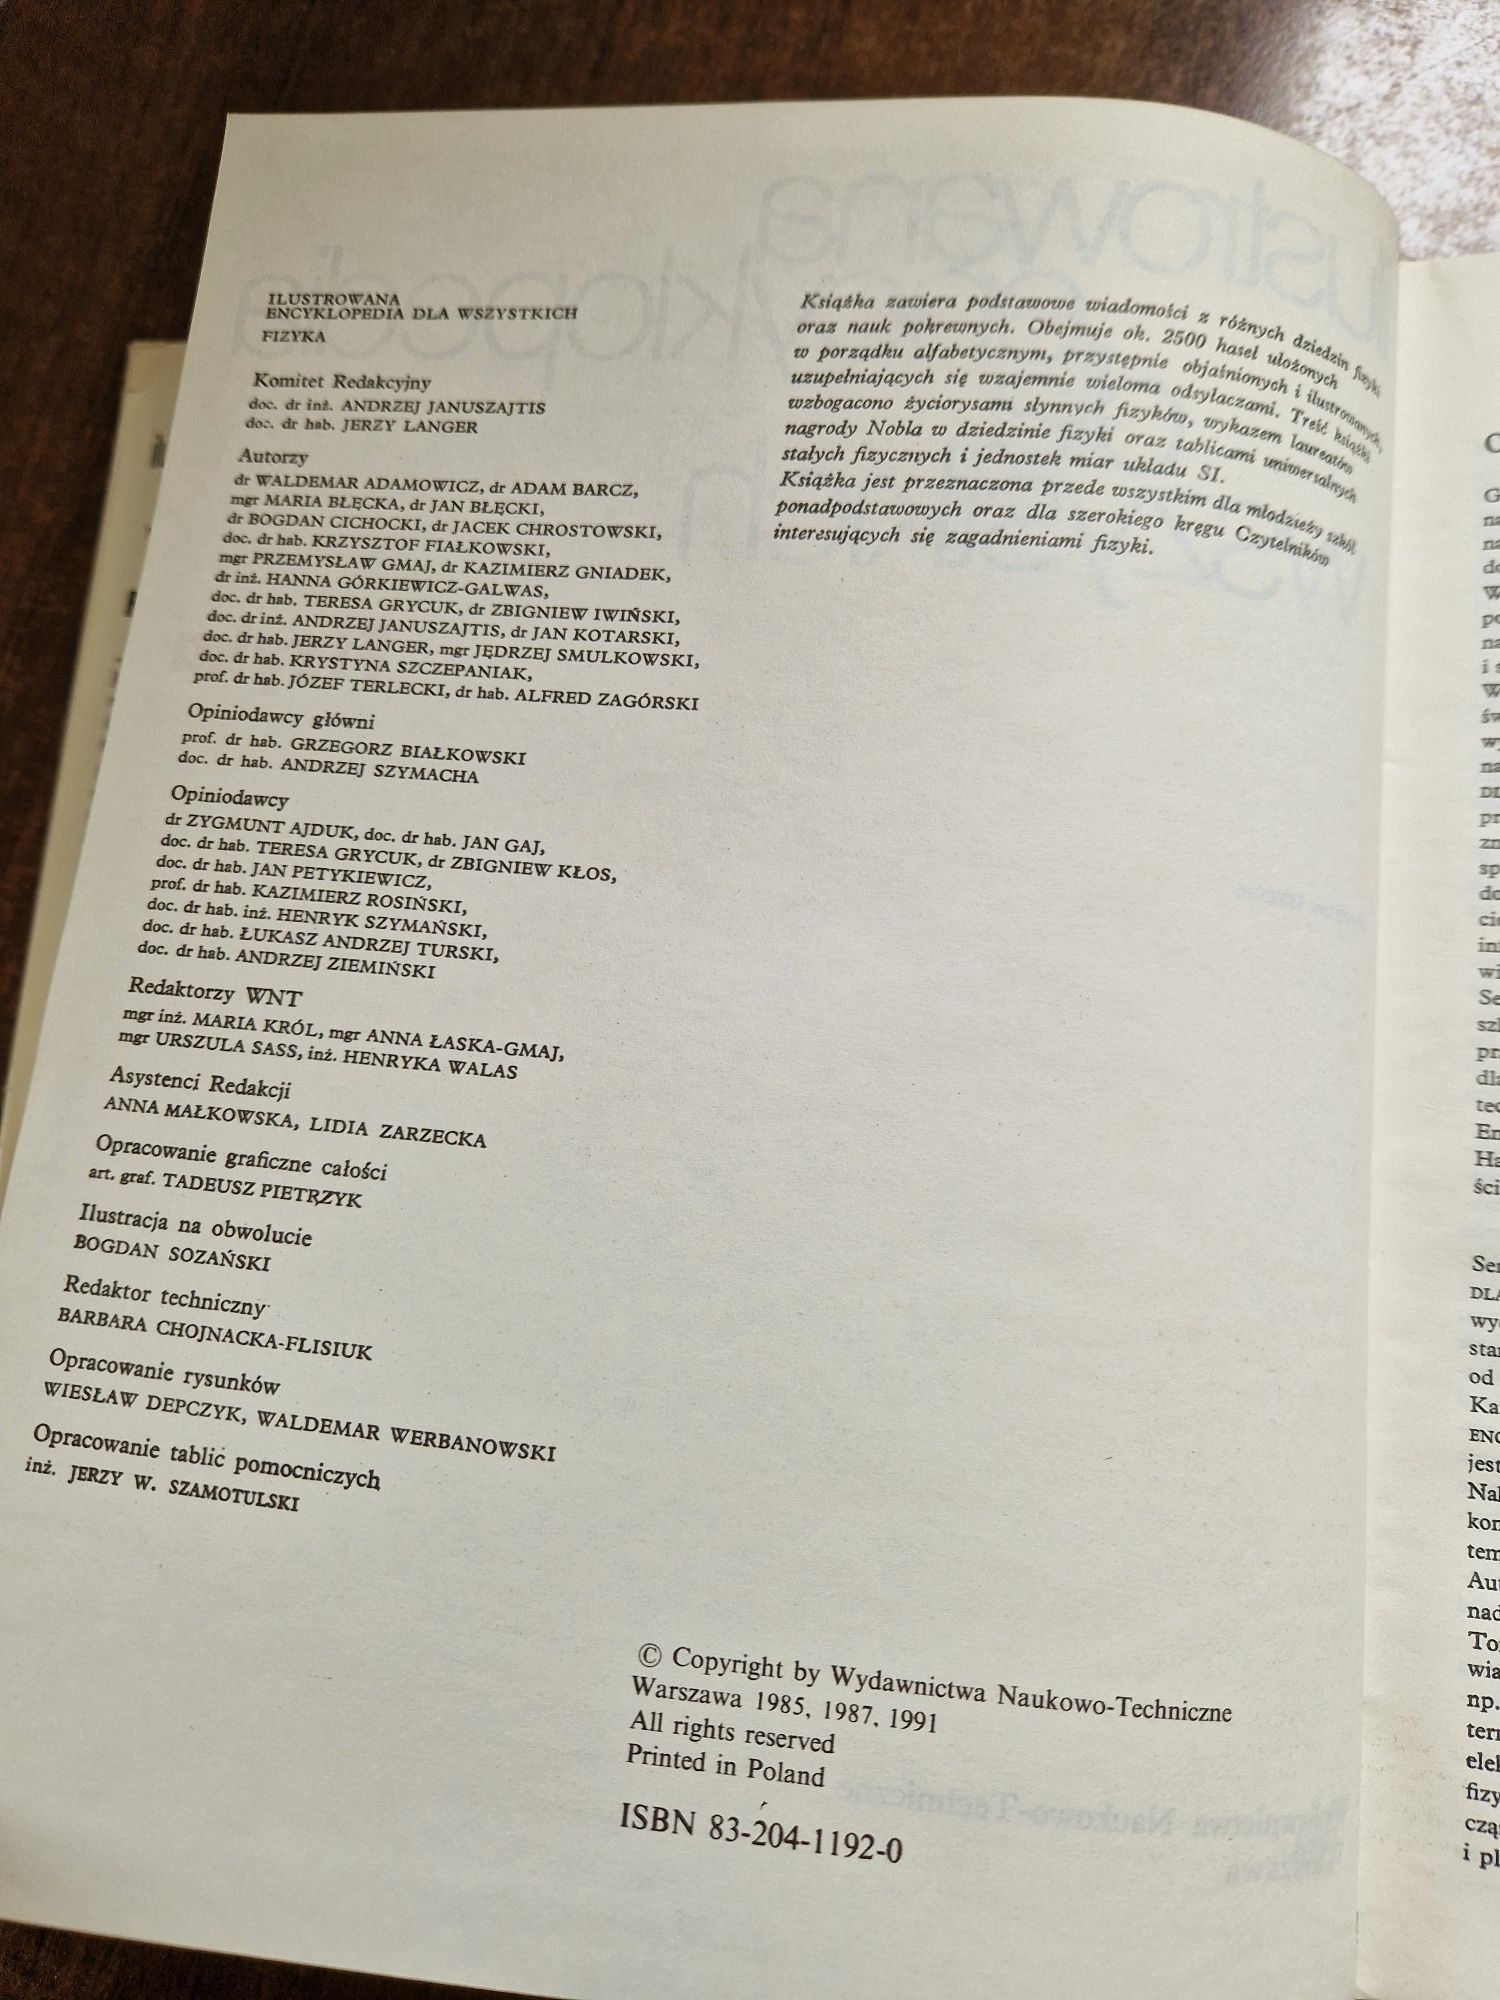 ILUSTROWANA
ENCYKLOPEDIA DLA WSZYSTKICH
FIZYKA
Komitet Redakcyjny
doc. dr inż. ANDRZEJ JANUSZAJTIS
doc. dr hab. JERZY LANGER
Autorzy
dr WALDEMAR ADAMOWICZ, dr ADAM BARCZ,
mgr MARIA BŁĘCKA, dr JAN BŁĘCKI,
dr BOGDAN CICHOCKI, dr JACEK CHROSTOWSKI,
doc. dr hab. KRZYSZTOF FIAŁKOWSKI,
mgr PRZEMYSŁAW GMAJ, dr KAZIMIERZ GNIADEK,
dr inż. HANNA GÓRKIEWICZ-GALWAS,
doc. dr hab. TERESA GRYCUK, dr ZBIGNIEW IWIŃSKI,
doc. dr inż. ANDRZEJ JANUSZAJTIS, dr JAN KOTARSKI,
doc. dr hab. JERZY LANGER, mgr JĘDRZEJ SMULKOWSKI,
doc. dr hab. KRYSTYNA SZCZEPANIAK,
prof. dr hab. JÓZEF TERLECKI, dr hab. ALFRED ZAGÓRSKI
Opiniodawcy główni
prof. dr hab. GRZEGORZ BIAŁKOWSKI
doc. dr hab. ANDRZEJ SZYMACHA
Opiniodawcy
dr ZYGMUNT AJDUK, doc. dr hab. JAN GAJ,
doc. dr hab. TERESA GRYCUK, dr ZBIGNIEW KŁOS,
doc. dr hab. JAN PETYKIEWICZ,
prof. dr hab. KAZIMIERZ ROSIŃSKI,
doc. dr hab. inż. HENRYK SZYMAŃSKI,
doc. dr hab. ŁUKASZ ANDRZEJ TURSKI,
doc. dr hab. ANDRZEJ ZIEMIŃSKI
Redaktorzy WNT
mgr inż. MARIA KRÓL, mgr ANNA ŁASKA-GMAJ,
mgr URSZULA SASS, inż. HENRYKA WALAS
Asystenci Redakcji
ANNA MAŁKOWSKA, LIDIA ZARZECKA
Opracowanie graficzne całości
art. graf. TADEUSZ PIETRZYK
Ilustracja na obwolucie
BOGDAN SOZAŃSKI
Redaktor techniczny
BARBARA CHOJNACKA-FLISIUK
Opracowanie rysunków
WIESŁAW DEPCZYK, WALDEMAR WERBANOWSKI
Opracowanie tablic pomocniczych
inż. JERZY W. SZAMOTULSKI
Książka zawiera podstawowe wiadomości z różnych dziedzin fizyki
oraz nauk pokrewnych. Obejmuje ok. 2500 haseł ułożonych
w porządku alfabetycznym, przystępnie objaśnionych i ilustrowanych,
uzupełniających się wzajemnie wieloma odsyłaczami. Treść książki
wzbogacono życiorysami słynnych fizyków, wykazem laureatów
nagrody Nobla w dziedzinie fizyki oraz tablicami uniwersalnych
stałych fizycznych i jednostek miar układu SI.
Książka jest przeznaczona przede wszystkim dla młodzieży szkół
ponadpodstawowych oraz dla szerokiego kręgu Czytelników
interesujących się zagadnieniami fizyki.
© Copyright by Wydawnictwa Naukowo-Techniczne
Warszawa 1985, 1987, 1991
All rights reserved
Printed in Poland
ISBN 83-204-1192-0